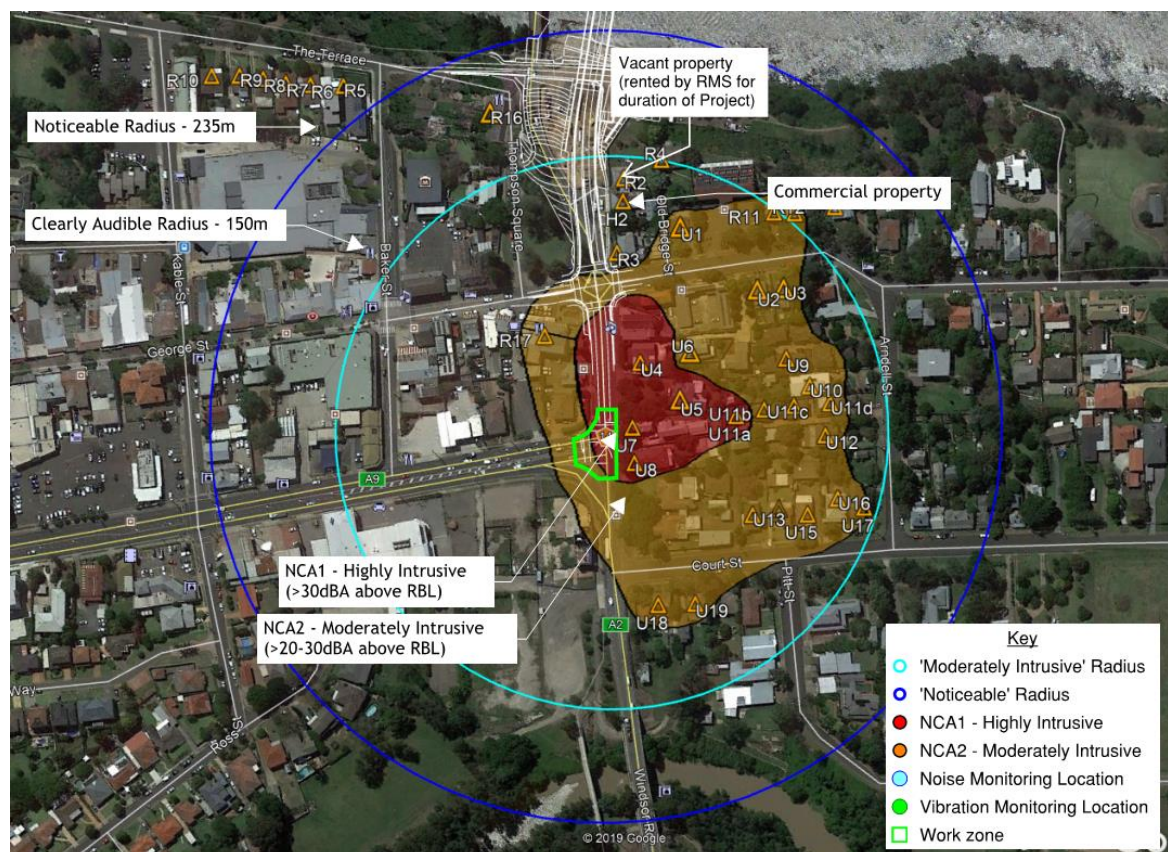 The Terrace
Vacant property
(rented by RMS for
duration of Project)
R10
R9
R8
R7
R6
R5
Noticeable Radius - 235m
R16
Thompson Square
R4
R2
Commercial property
H2
Old Bridge St
R11
Clearly Audible Radius - 150m
U1
R3
Baker St
Kable St
U2
U3
George St
R17
U6
U4
U9
Arndell St
U10
U5
U11b
U11c
U11d
U11a
U7
U12
U8
A9
U16
U13
U15
U17
NCA1 - Highly Intrusive
(>30dBA above RBL)
Court St
Pitt St
NCA2 - Moderately Intrusive
(>20-30dBA above RBL)
A2
U18
U19
Key
'Moderately Intrusive' Radius
'Noticeable' Radius
NCA1 - Highly Intrusive
NCA2 - Moderately Intrusive
Noise Monitoring Location
Vibration Monitoring Location
Work zone
Way
Ross St
Windsor Rd
© 2019 Google